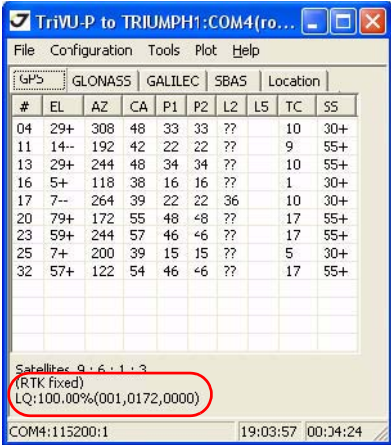 TriVU-P to TRIUMPH1:COM4(ro...
File Configuration Tools Plot Help
GPS GLONASS GALILEC SBAS Location
# EL AZ CA P1 P2 L2 L5 TC SS
04 29+ 308 48 33 33 ?? 10 30+
11 14-- 192 42 22 22 ?? 9 55+
13 29+ 244 48 34 34 ?? 10 55+
16 5+ 118 38 16 16 ?? 1 30+
17 7-- 264 39 22 22 36 10 30+
20 79+ 172 55 48 48 ?? 17 55+
23 59+ 244 57 46 46 ?? 17 55+
25 7+ 200 39 15 15 ?? 5 30+
32 57+ 122 54 46 46 ?? 17 55+
Satellites 9 : 6 : 1 : 3
(RTK fixed)
LQ:100.00%(001,0172,0000)
COM4:115200:1 19:03:57 00:04:24